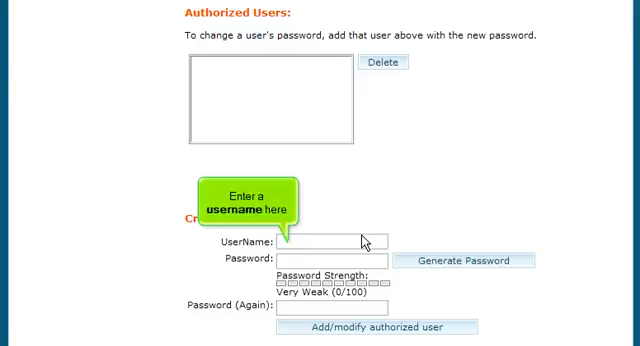 Authorized Users:
To change a user's password, add that user above with the new password.
Delete
Enter a
username here
UserName:
Password:
Generate Password
Password Strength:
Very Weak (0/100)
Password (Again):
Add/modify authorized user